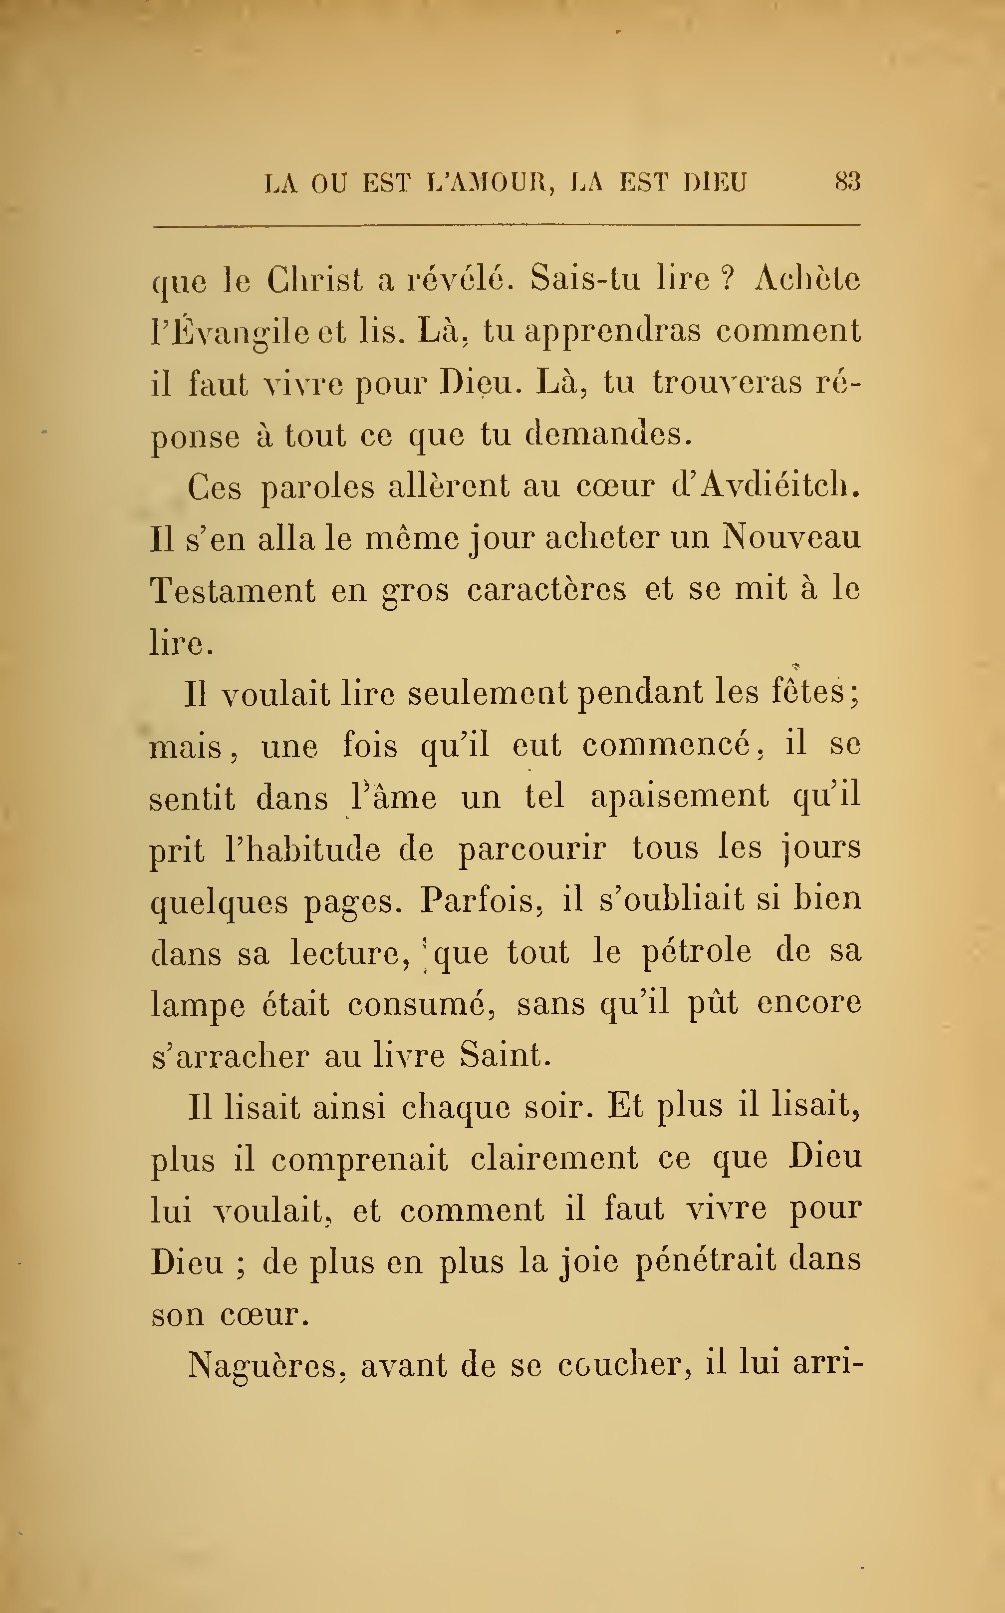 LA OU EST L'AMOUR, LA EST DIEU 83
que le Christ a révélé. Sais-tu lire ? Achète
l'Évangile et lis. Là, tu apprendras comment
il faut vivre pour Dieu. Là, tu trouveras ré-
ponse à tout ce que tu demandes.
Ces paroles allèrent au cœur d'Avdiéitch.
Il s'en alla le même jour acheter un Nouveau
Testament en gros caractères et se mit à le
lire.
Il voulait lire seulement pendant les fêtes ;
mais, une fois qu'il eut commencé, il se
sentit dans l'âme un tel apaisement qu'il
prit l'habitude de parcourir tous les jours
quelques pages. Parfois, il s'oubliait si bien
dans sa lecture, que tout le pétrole de sa
lampe était consumé, sans qu'il pût encore
s'arracher au livre Saint.
Il lisait ainsi chaque soir. Et plus il lisait,
plus il comprenait clairement ce que Dieu
lui voulait, et comment il faut vivre pour
Dieu ; de plus en plus la joie pénétrait dans
son cœur.
Naguères, avant de se coucher, il lui arri-